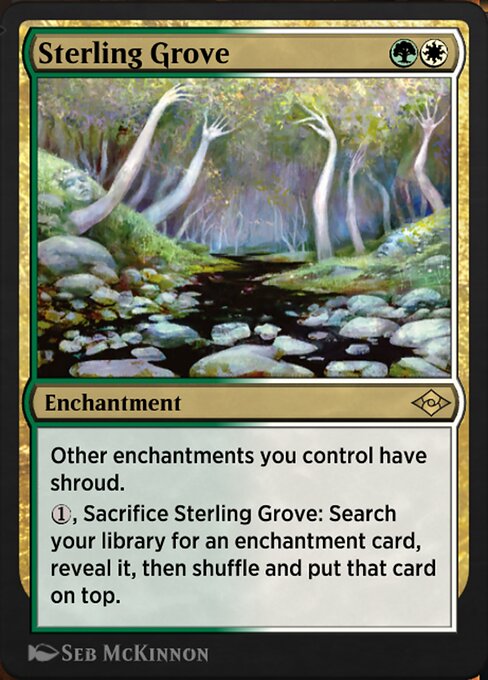 Sterling Grove
Enchantment
Other enchantments you control have
shroud.
1, Sacrifice Sterling Grove: Search
your library for an enchantment card,
reveal it, then shuffle and put that card
on top.
Seb McKinnon